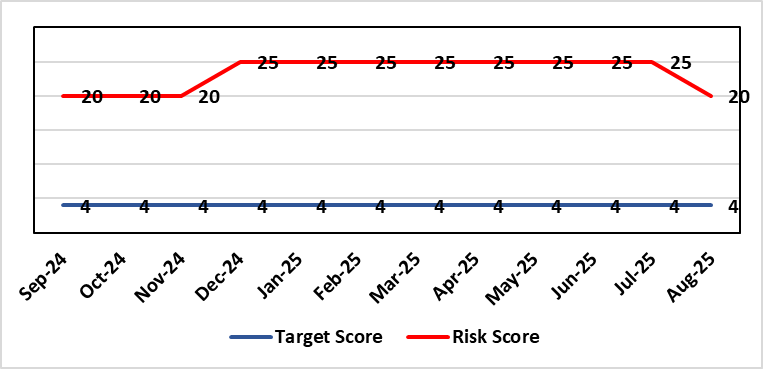 25 25 25 25 25 25 25 25
20 20 20 20
4 4 4 4 4 4 4 4 4 4 4 4
Sep-24 Oct-24 Nov-24 Dec-24 Jan-25 Feb-25 Mar-25 Apr-25 May-25 Jun-25 Jul-25 Aug-25
Target Score Risk Score